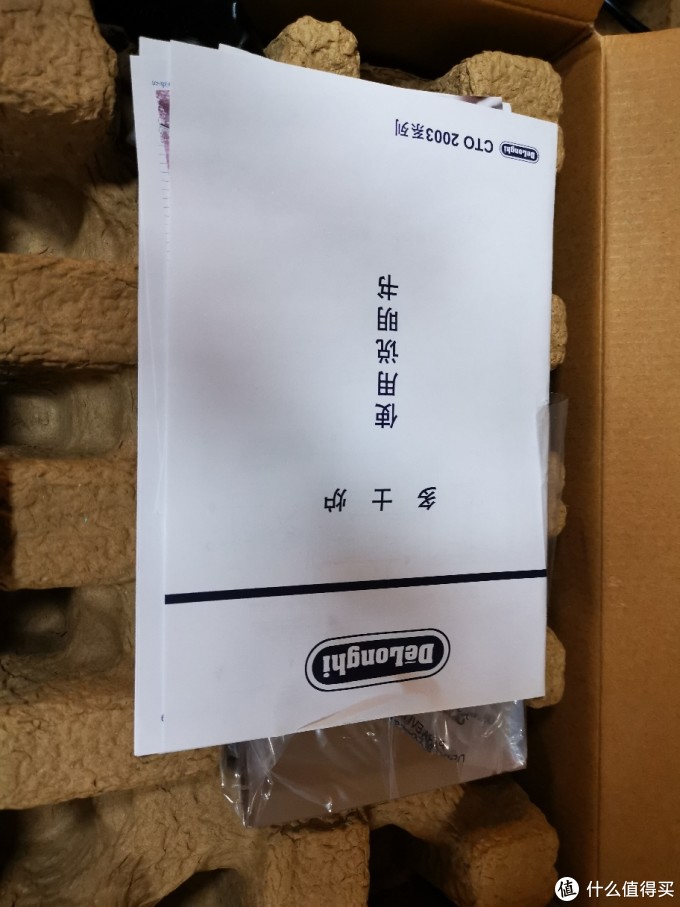 DeLonghi
多士炉
使用说明书
DeLonghi CTO 2003系列
值 什么值得买